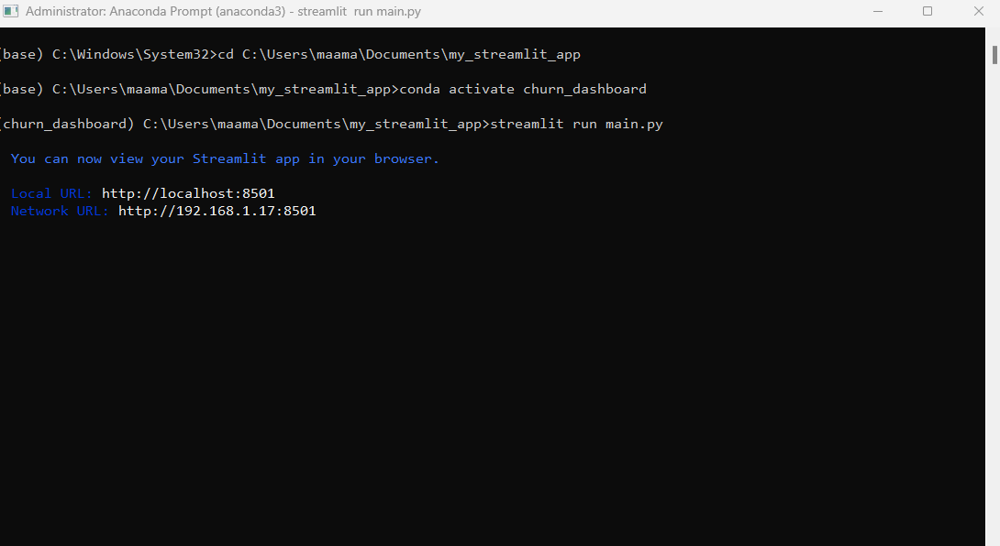 Administrator: Anaconda Prompt (anaconda3) - streamlit  run main.py
(base) C:\Windows\System32>cd C:\Users\maama\Documents\my_streamlit_app
(base) C:\Users\maama\Documents\my_streamlit_app>conda activate churn_dashboard
(churn_dashboard) C:\Users\maama\Documents\my_streamlit_app>streamlit run main.py
You can now view your Streamlit app in your browser.
Local URL: http://localhost:8501
Network URL: http://192.168.1.17:8501